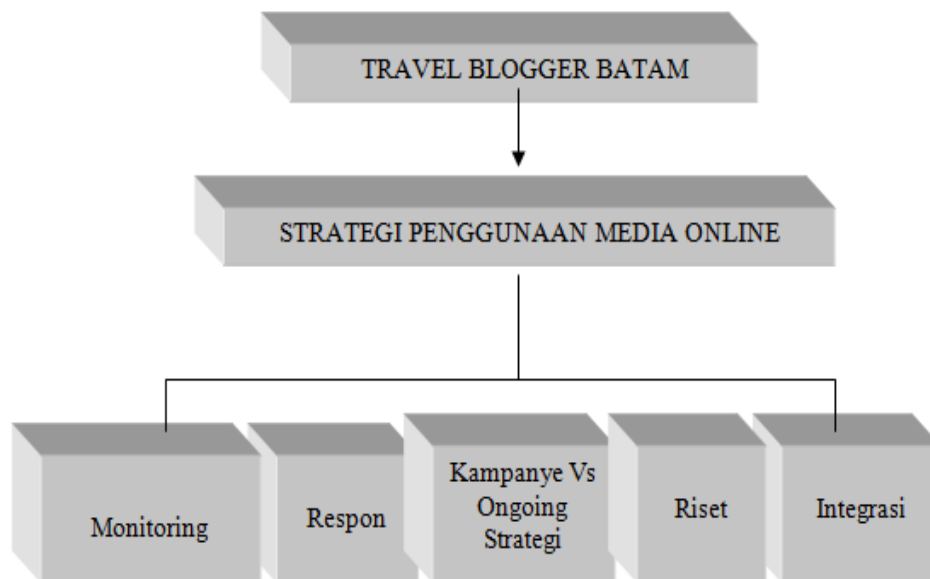 TRAVEL BLOGGER BATAM
STRATEGI PENGGUNAAN MEDIA ONLINE
Monitoring
Respon
Kampanye Vs
Ongoing
Strategi
Riset
Integrasi